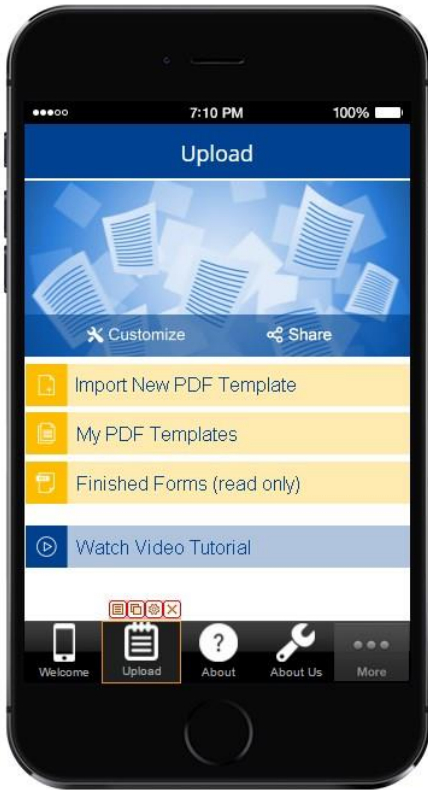 7:10 PM 100%
Upload
Customize Share
Import New PDF Template
My PDF Templates
Finished Forms (read only)
Watch Video Tutorial
Welcome Upload About About Us More